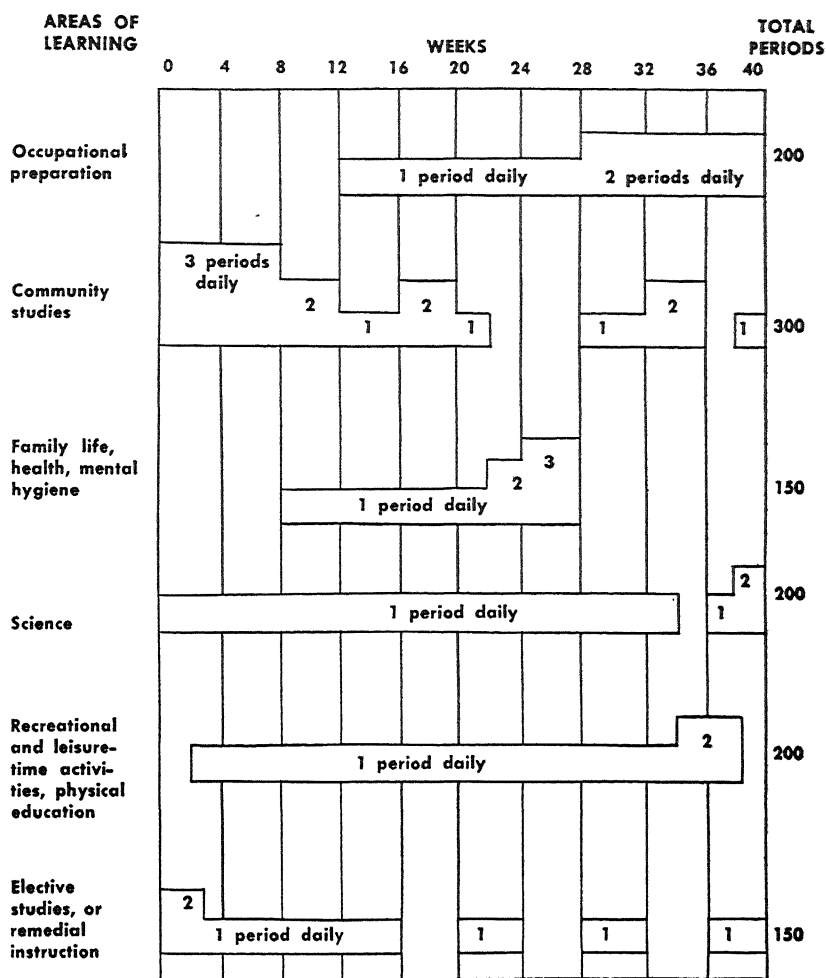 AREAS OF
LEARNING
WEEKS
TOTAL
PERIODS
0 4 8 12 16 20 24 28 32 36 40
Occupational
preparation
1 period daily
2 periods daily
200
Community
studies
3 periods
daily
2
1
2
1
1
2
1
300
Family life,
health, mental
hygiene
1 period daily
2
3
150
Science
1 period daily
1
2
200
Recreational
and leisure-
time activi-
ties, physical
education
1 period daily
2
200
Elective
studies, or
remedial
instruction
2
1 period daily
1
1
1
150